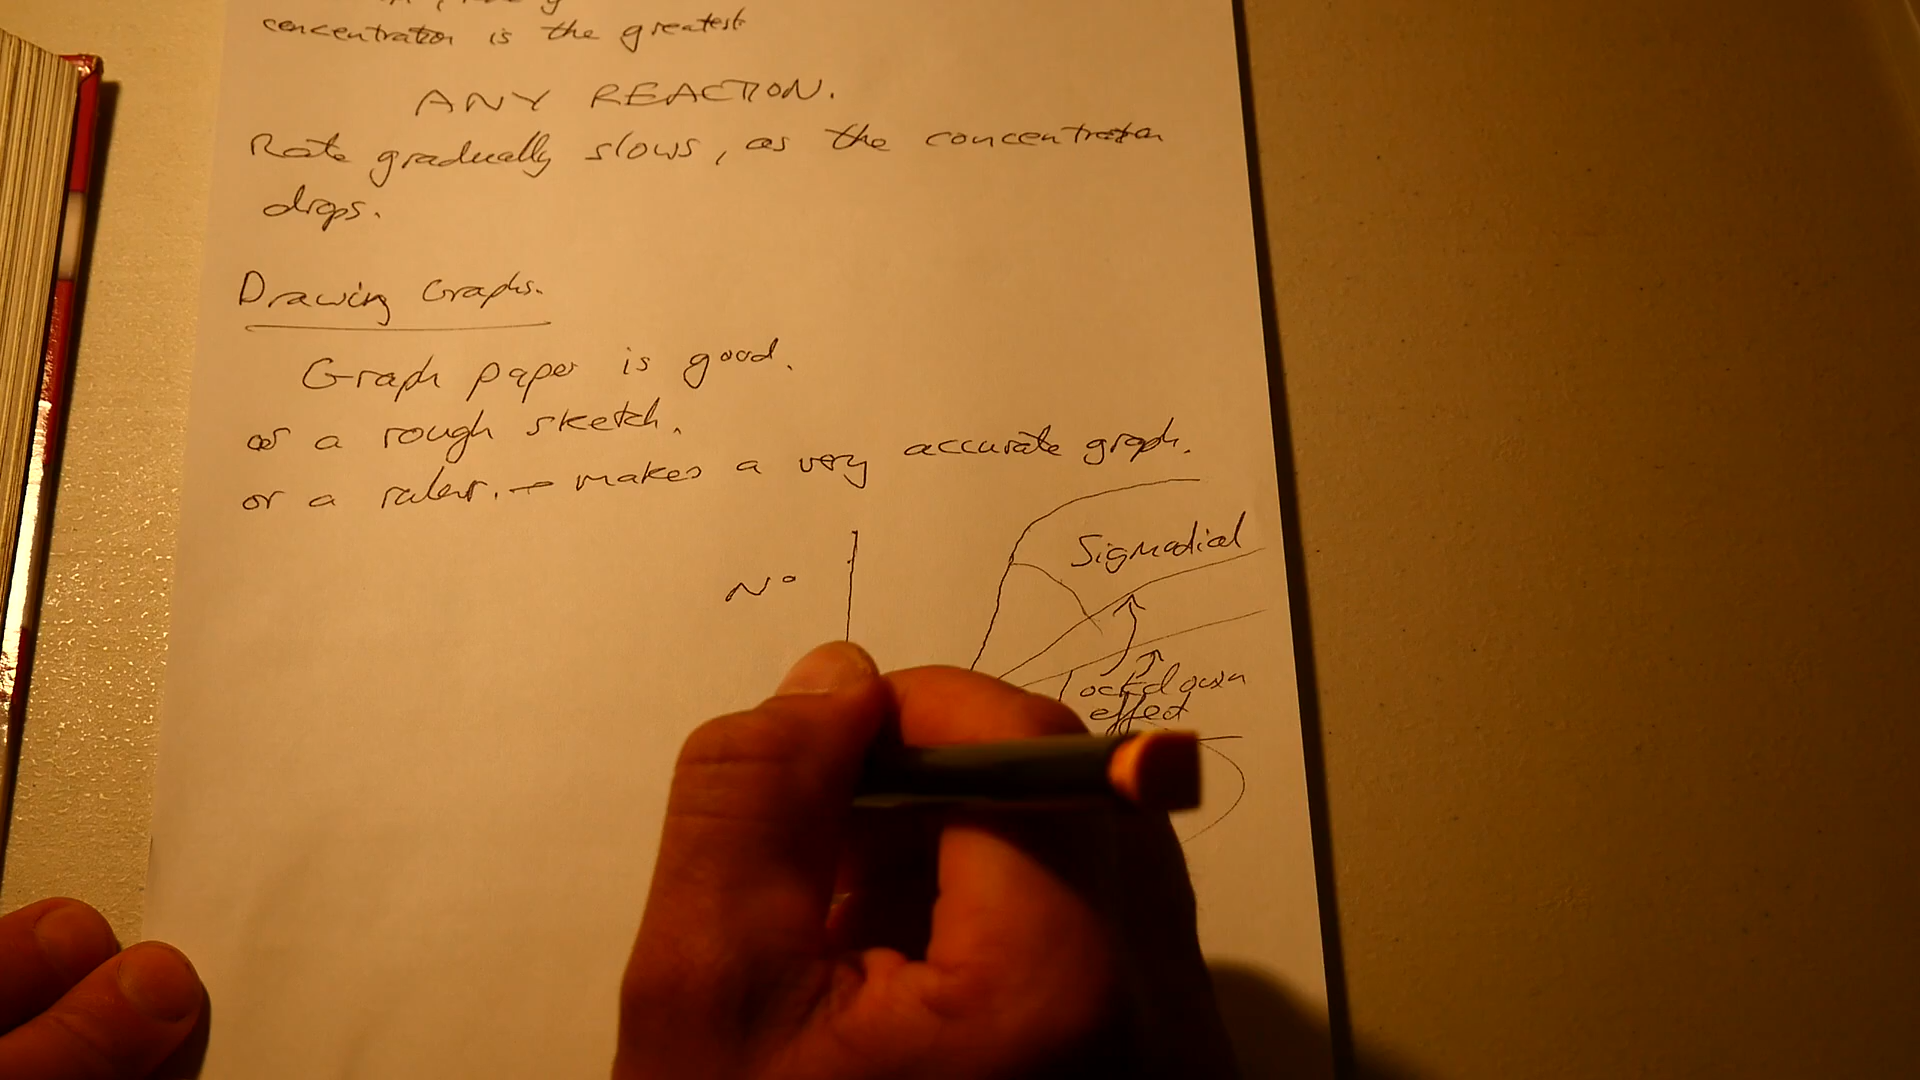 concentration is the greatest
ANY REACTION.
Rate gradually slows, as the concentration
drops.
Drawing Graphs.
Graph paper is good.
or a rough sketch.
or a ruler. → makes a very accurate graph.
Sigmodial
Nº
Lockdown
effect